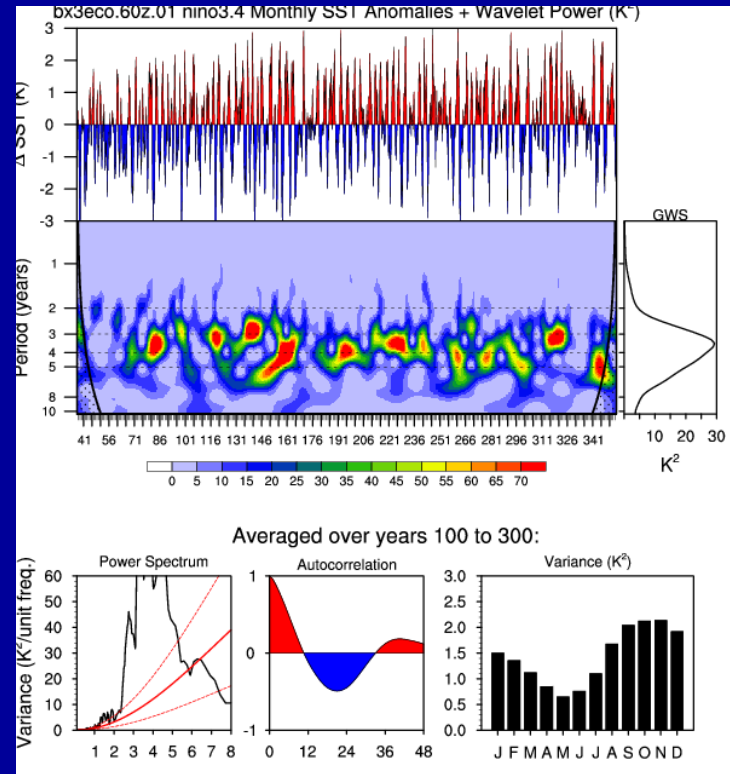 bx3eco.60z.01 nino3.4 Monthly SST Anomalies + Wavelet Power (K²)
Δ SST (K)
3
2
1
0
-1
-2
-3
GWS
Period (years)
1
2
3
4
5
8
10
41 56 71 86 101 116 131 146 161 176 191 206 221 236 251 266 281 296 311 326 341
10 20 30
K²
0 5 10 15 20 25 30 35 40 45 50 55 60 65 70
Averaged over years 100 to 300:
Power Spectrum
Variance (K²/unit freq.)
60
50
40
30
20
10
0
1 2 3 4 5 6 7 8
Autocorrelation
1
0
-1
0 12 24 36 48
Variance (K²)
3.0
2.5
2.0
1.5
1.0
0.5
0.0
J F M A M J J A S O N D